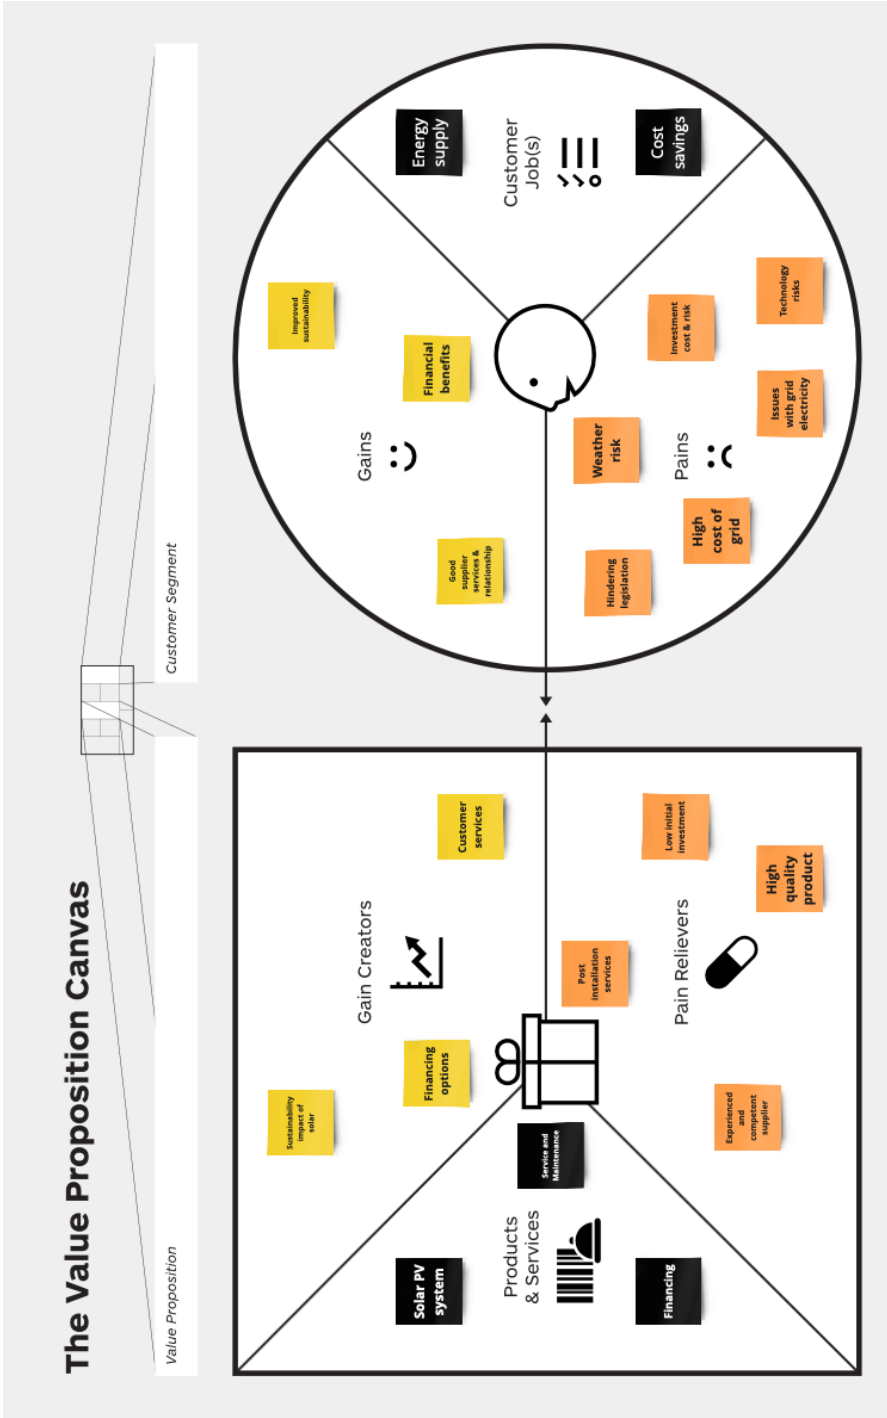 The Value Proposition Canvas
Value Proposition
Customer Segment
Gain Creators
Sustainability
impact of
solar
Financing
options
Customer
services
Products
& Services
Solar PV
system
Service and
Maintenance
Financing
Pain Relievers
Post
installation
services
Low initial
investment
High
quality
product
Experienced
and
competent
supplier
Gains
Improved
sustainability
Financial
benefits
Good
supplier
services &
relationship
Customer
Job(s)
Energy
supply
Cost
savings
Pains
Weather
risk
Hindering
legislation
High
cost of
grid
Investment
cost & risk
Issues
with grid
electricity
Technology
risks